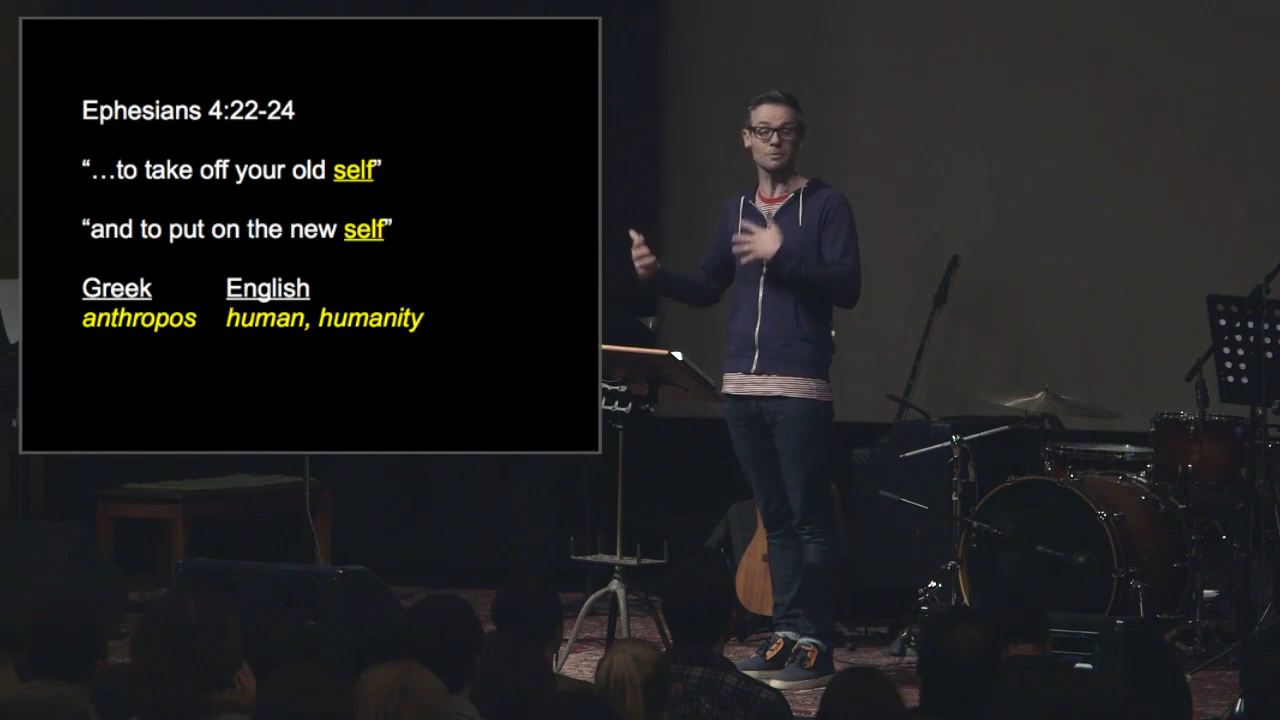 Ephesians 4:22-24
“…to take off your old self”
“and to put on the new self”
Greek English
anthropos human, humanity